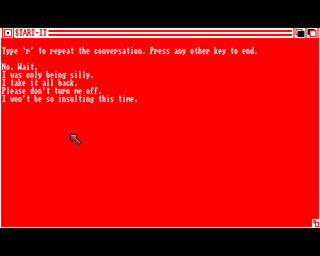 START-IT
Type 'r' to repeat the conversation. Press any other key to end.
No. Wait.
I was only being silly.
I take it all back.
Please don't turn me off.
I won't be so insulting this time.